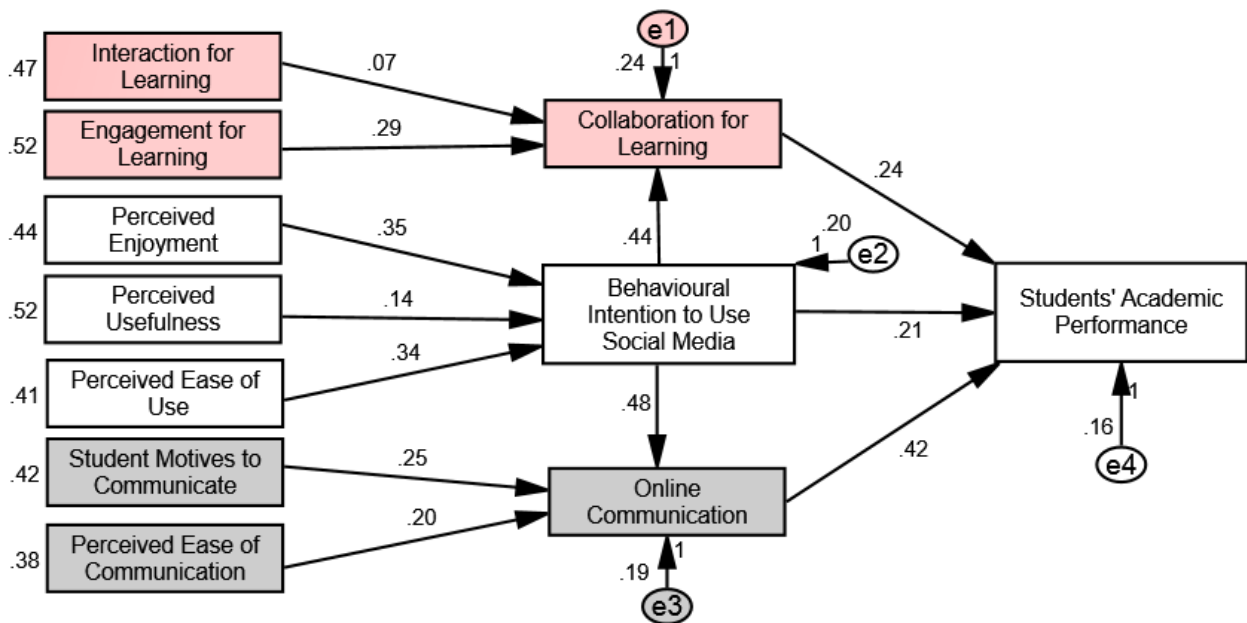 e1
.47
Interaction for
Learning
.07
.24
1
.52
Engagement for
Learning
.29
Collaboration for
Learning
.24
.44
Perceived
Enjoyment
.35
.44
.20
1
e2
.52
Perceived
Usefulness
.14
Behavioural
Intention to Use
Social Media
.21
Students' Academic
Performance
.41
Perceived Ease of
Use
.34
.48
1
.16
e4
.42
Student Motives to
Communicate
.25
.42
Online
Communication
.38
Perceived Ease of
Communication
.20
1
.19
e3